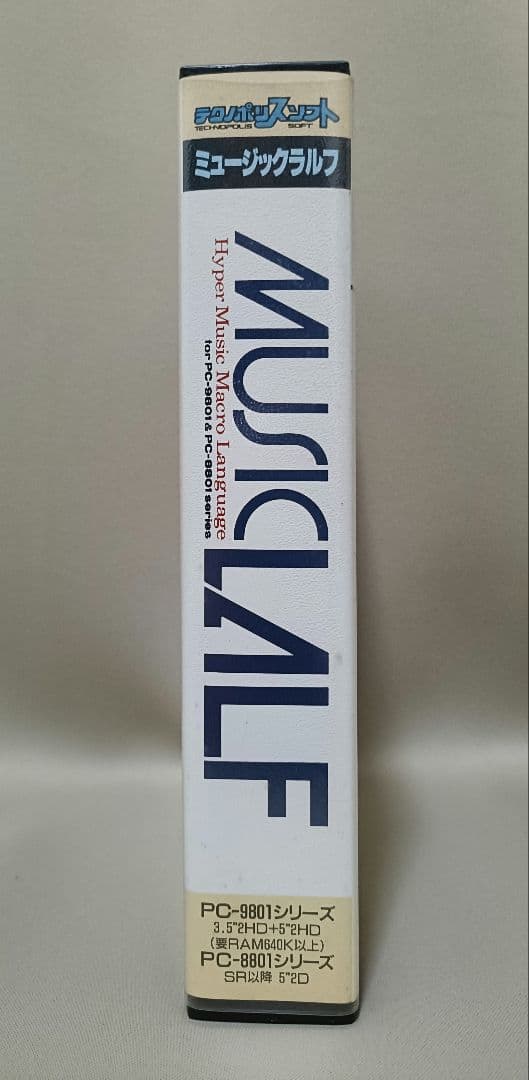 テクノポリスソフト
TECHNOPOLIS SOFT
ミュージックラルフ
MUSIC LALF
Hyper Music Macro Language
for PC-9801 & PC-8801 series
PC-9801シリーズ
3.5"2HD+5"2HD
(要RAM640K以上)
PC-8801シリーズ
SR以降 5"2D